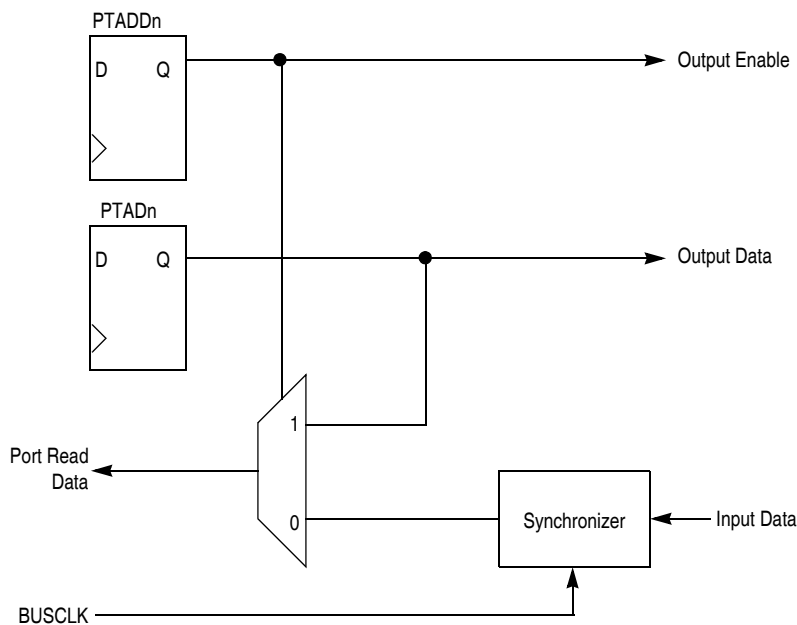 PTADDn
D Q
Output Enable
PTADn
D Q
Output Data
1
Port Read
Data
0
Synchronizer
Input Data
BUSCLK